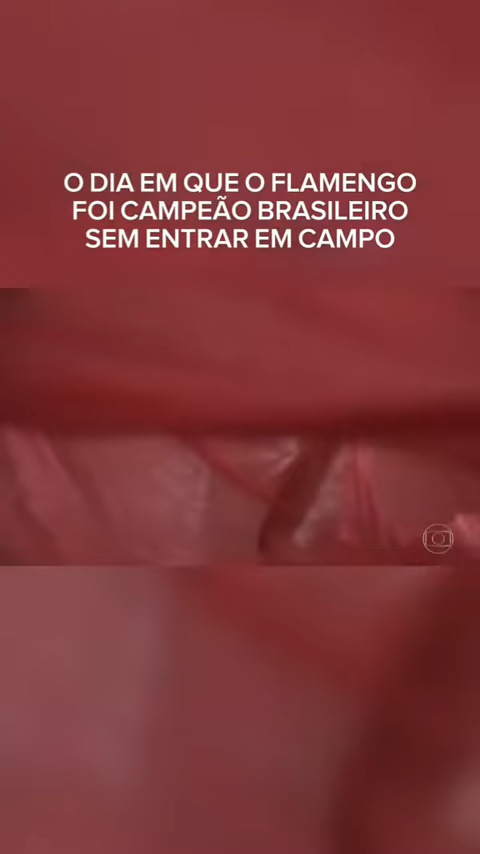 O DIA EM QUE O FLAMENGO
FOI CAMPEÃO BRASILEIRO
SEM ENTRAR EM CAMPO